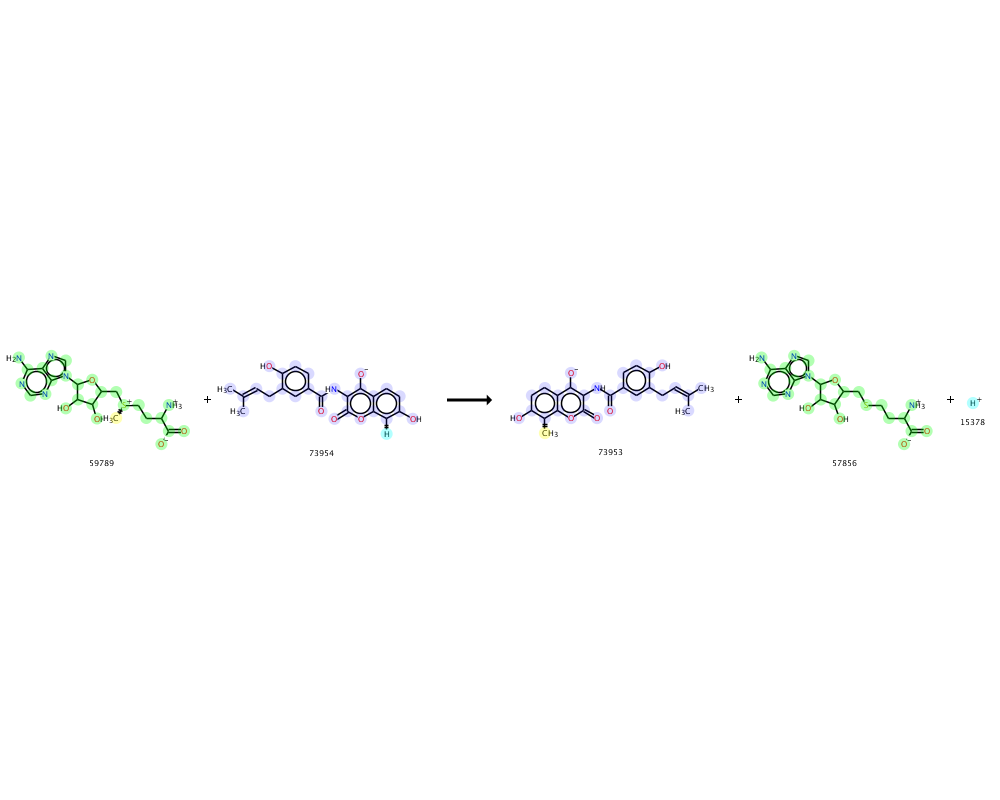 H2N N N N N N O HO OH H3C S+ NH3+ O O-
59789
+
H3C H3C HO O HN O- O O H OH
73954
HO CH3 O O O- NH O OH CH3 H3C
73953
+
H2N N N N N N O HO OH S NH3+ O O-
57856
+
H+
15378